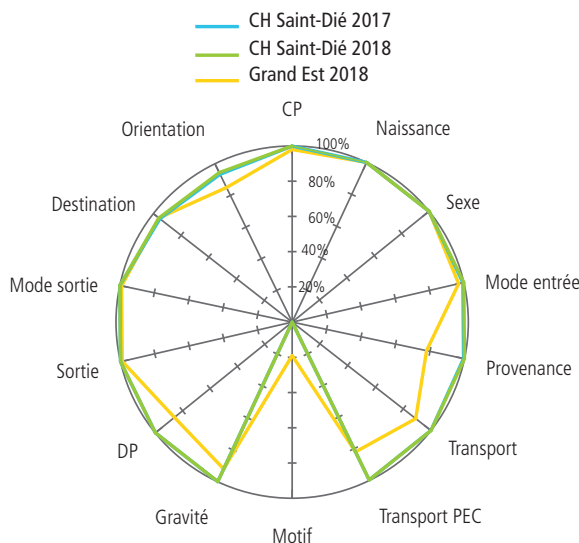 CH Saint-Dié 2017
CH Saint-Dié 2018
Grand Est 2018
CP
Orientation
Naissance
100%
80%
60%
40%
20%
Destination
Sexe
Mode sortie
Mode entrée
Sortie
Provenance
DP
Transport
Gravité
Motif
Transport PEC